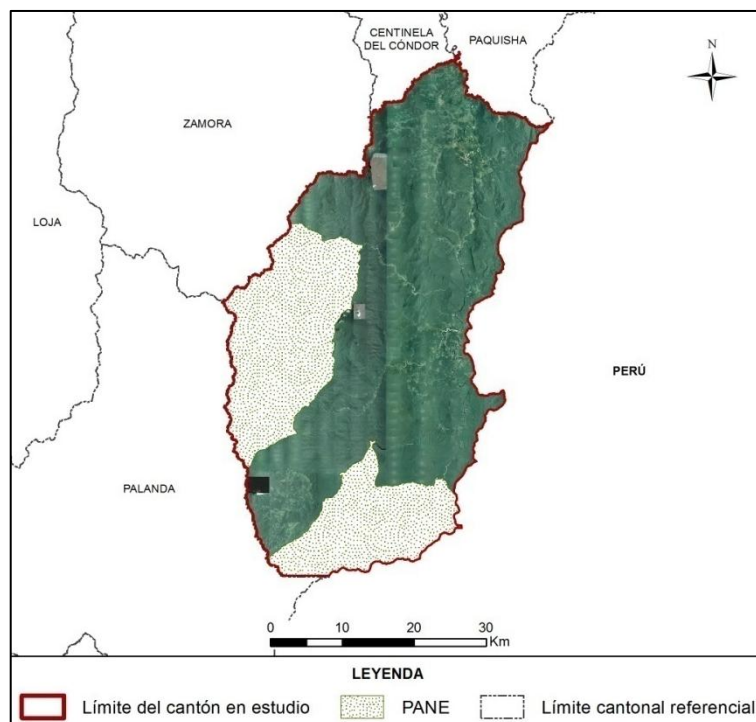 CENTINELA
DEL CÓNDOR
PAQUISHA
N
ZAMORA
LOJA
PERÚ
PALANDA
0 10 20 30
Km
LEYENDA
Límite del cantón en estudio PANE Límite cantonal referencial